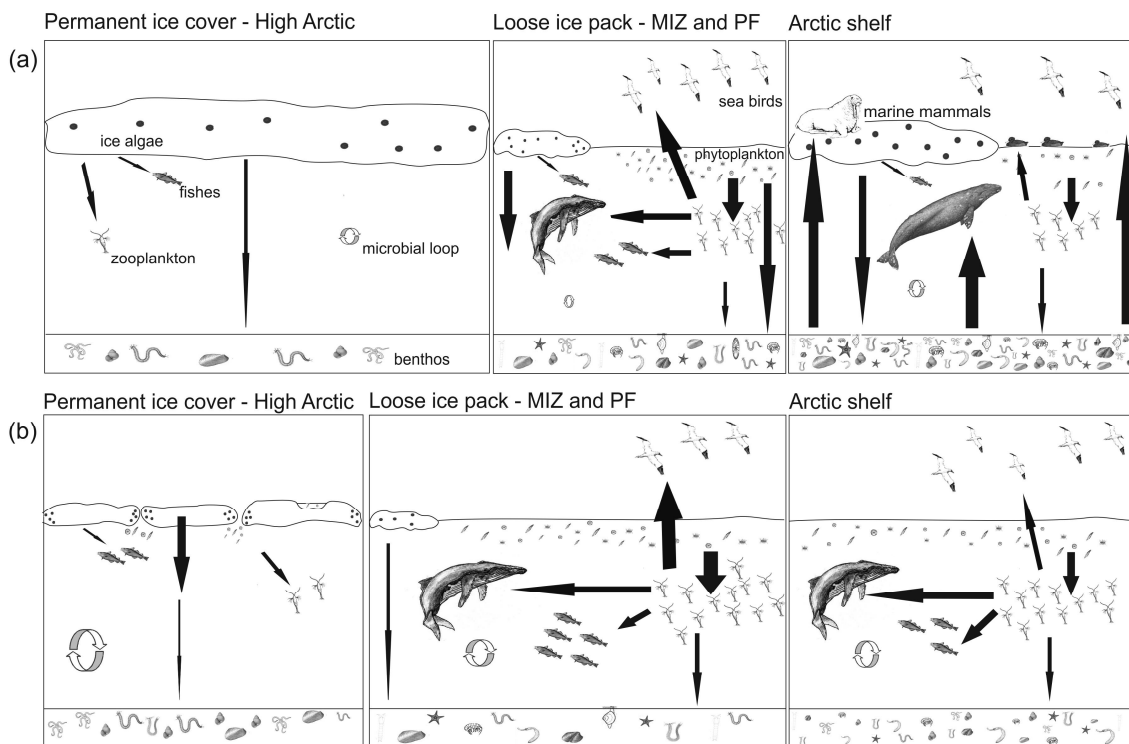 Permanent ice cover - High Arctic
Loose ice pack - MIZ and PF
Arctic shelf
(a)
sea birds
marine mammals
ice algae
phytoplankton
fishes
zooplankton
microbial loop
benthos
Permanent ice cover - High Arctic
Loose ice pack - MIZ and PF
Arctic shelf
(b)